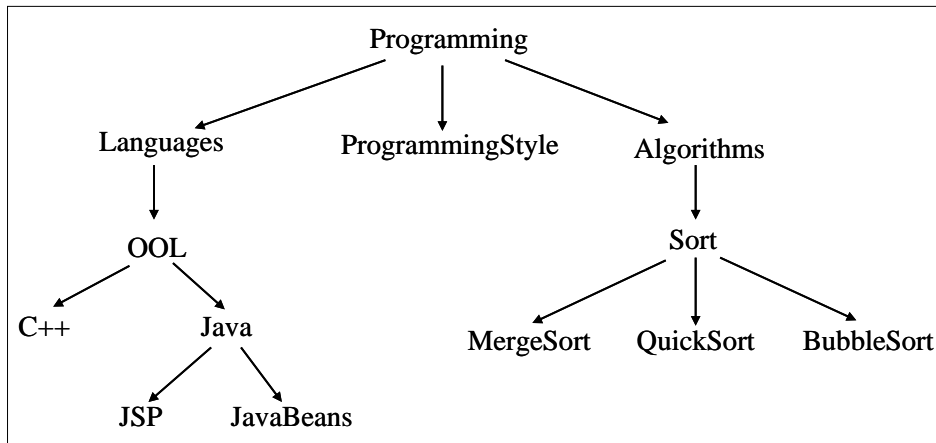 Programming
Languages
ProgrammingStyle
Algorithms
OOL
Sort
C++
Java
MergeSort
QuickSort
BubbleSort
JSP
JavaBeans